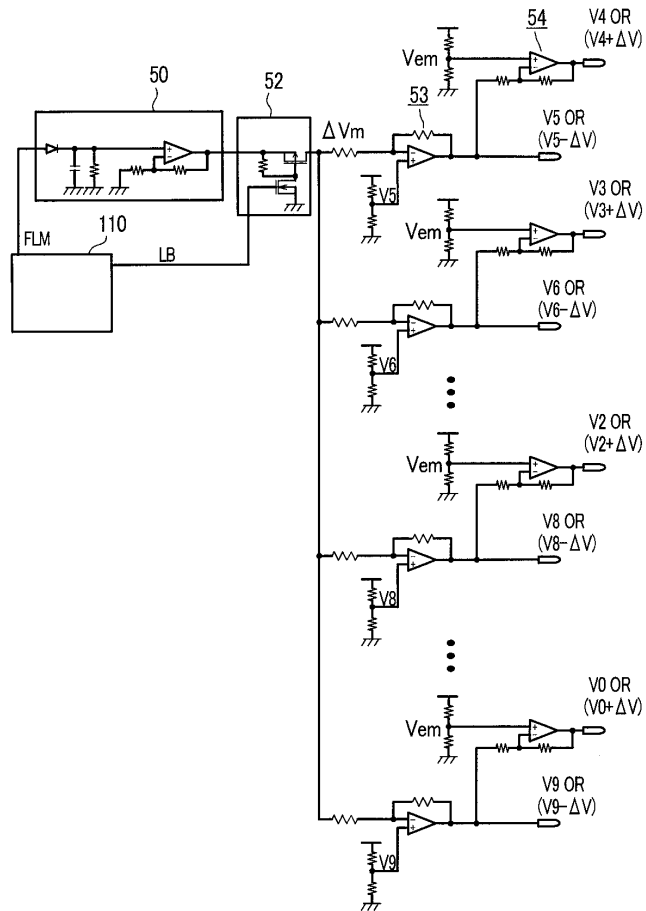 V4 OR
(V4+ΔV)
54
Vem
50
52
53
ΔVm
V5 OR
(V5-ΔV)
V5
V3 OR
(V3+ΔV)
Vem
FLM
110
LB
V6 OR
(V6-ΔV)
V6
V2 OR
(V2+ΔV)
Vem
V8 OR
(V8-ΔV)
V8
V0 OR
(V0+ΔV)
Vem
V9 OR
(V9-ΔV)
V9